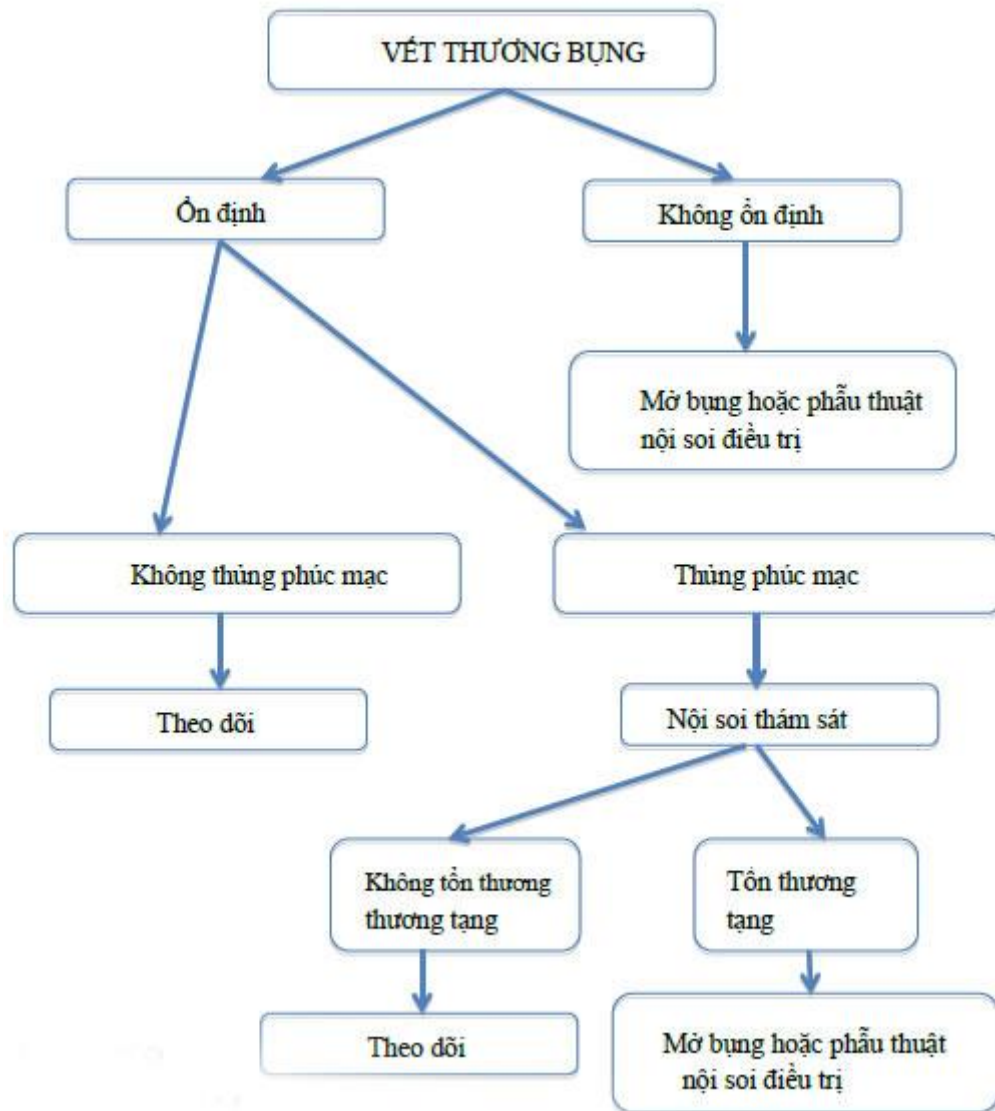 VẾT THƯƠNG BỤNG
Ổn định
Không ổn định
Mở bụng hoặc phẫu thuật
nội soi điều trị
Không thủng phúc mạc
Thủng phúc mạc
Theo dõi
Nội soi thám sát
Không tổn thương
thương tạng
Tổn thương
tạng
Theo dõi
Mở bụng hoặc phẫu thuật
nội soi điều trị